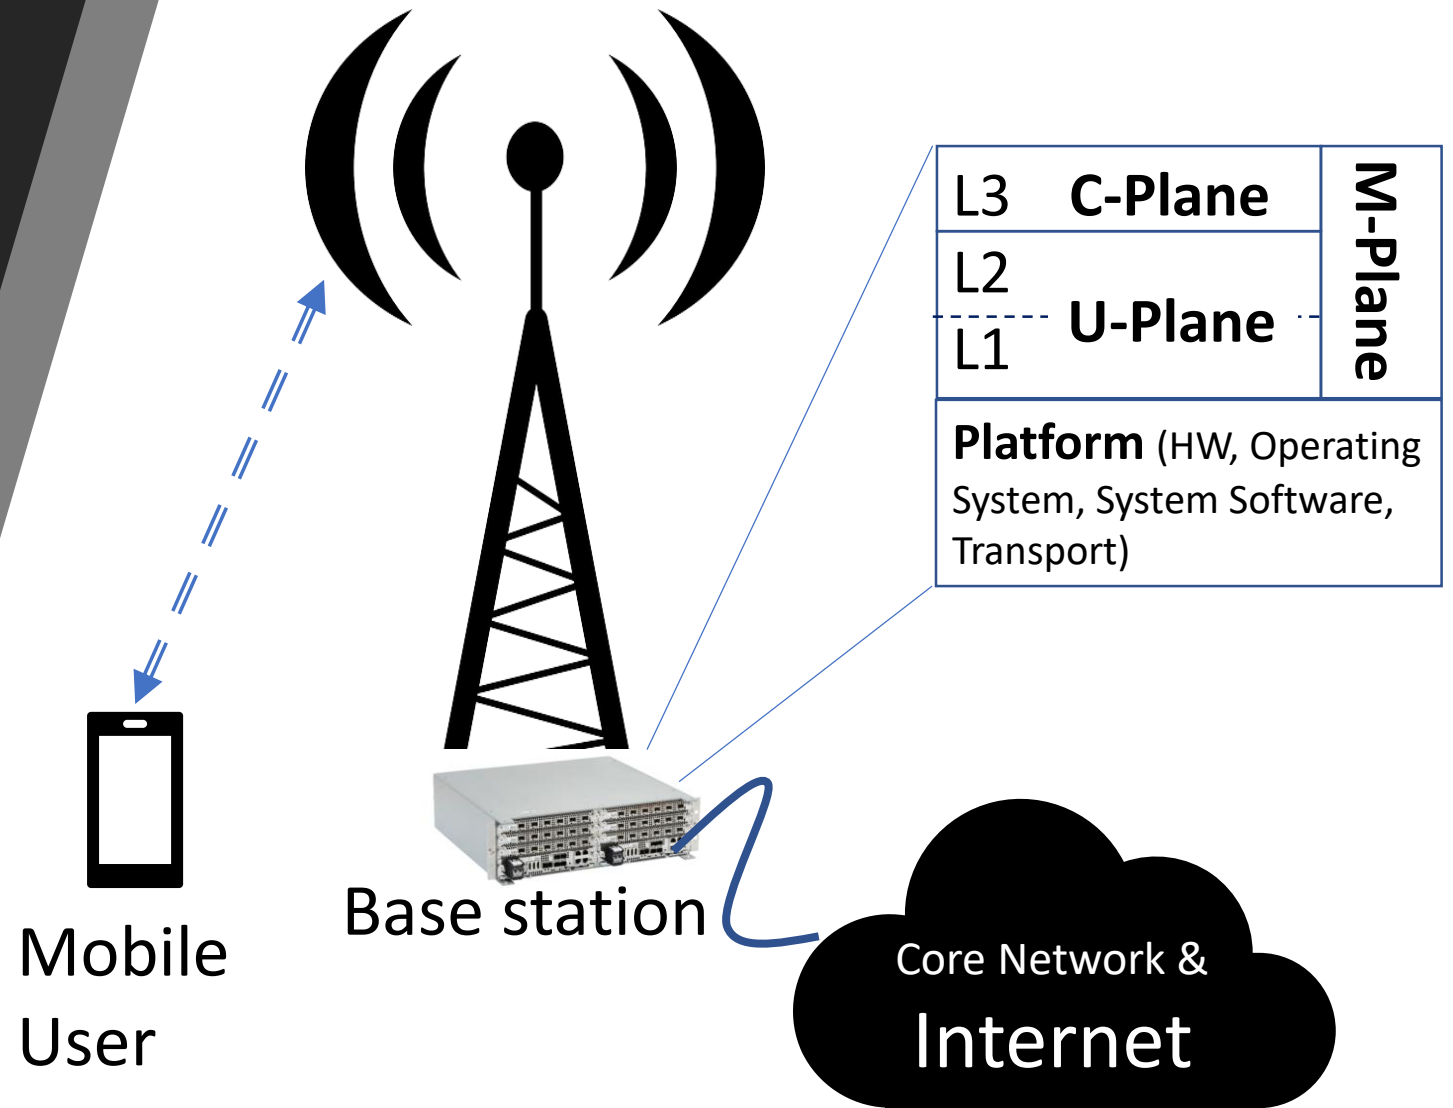 L3 C-Plane
M-Plane
L2
U-Plane
L1
Platform (HW, Operating
System, System Software,
Transport)
Base station
Mobile
User
Core Network &
Internet